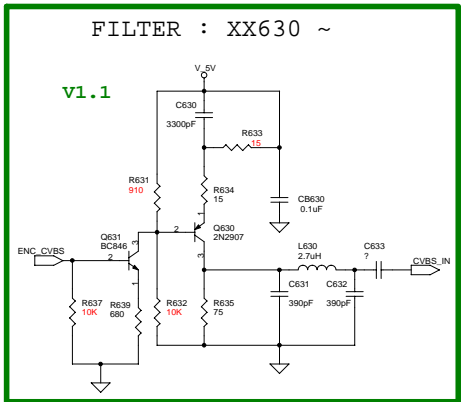 FILTER : XX630 ~
V_5V
v1.1
C630
3300pF
R633
15
R631
910
R634
15
CB630
0.1uF
1
Q631
BC846
3
2
Q630
2N2907
ENC_CVBS
2
3
L630
2.7uH
C633
?
CVBS_IN
1
R637
10K
R639
680
R632
10K
R635
75
C631
390pF
C632
390pF